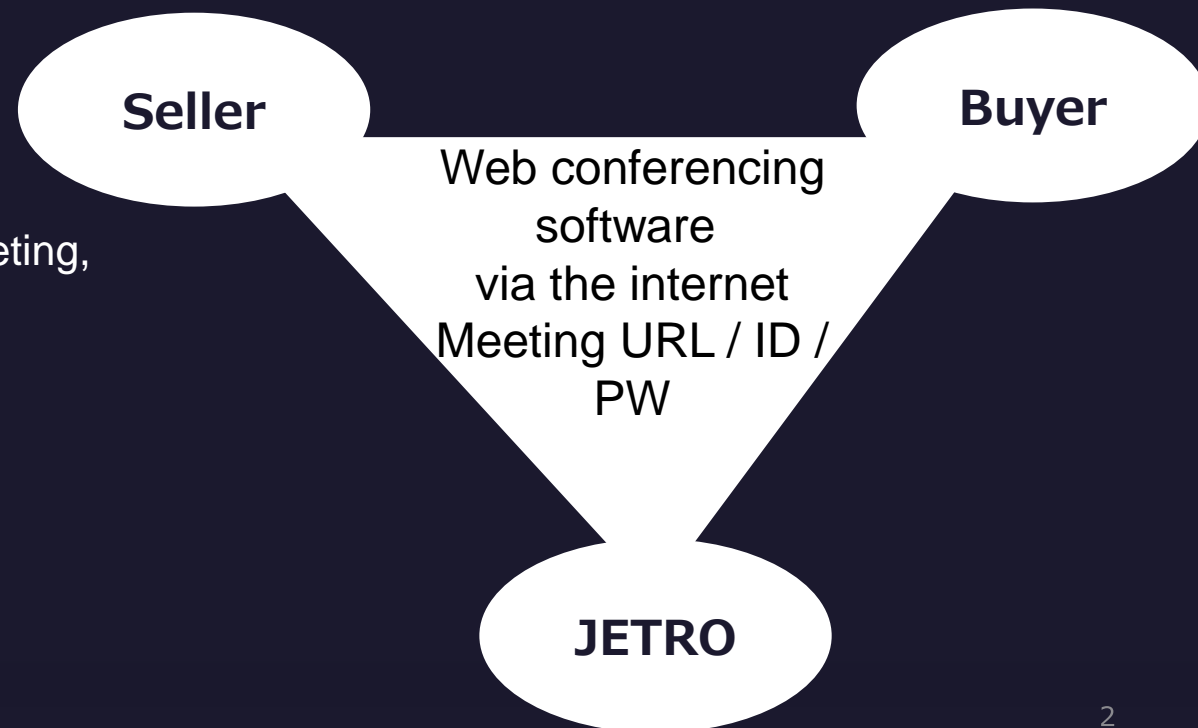 Seller
Buyer
Web conferencing
software
via the internet
Meeting URL / ID /
PW
eting,
JETRO
2